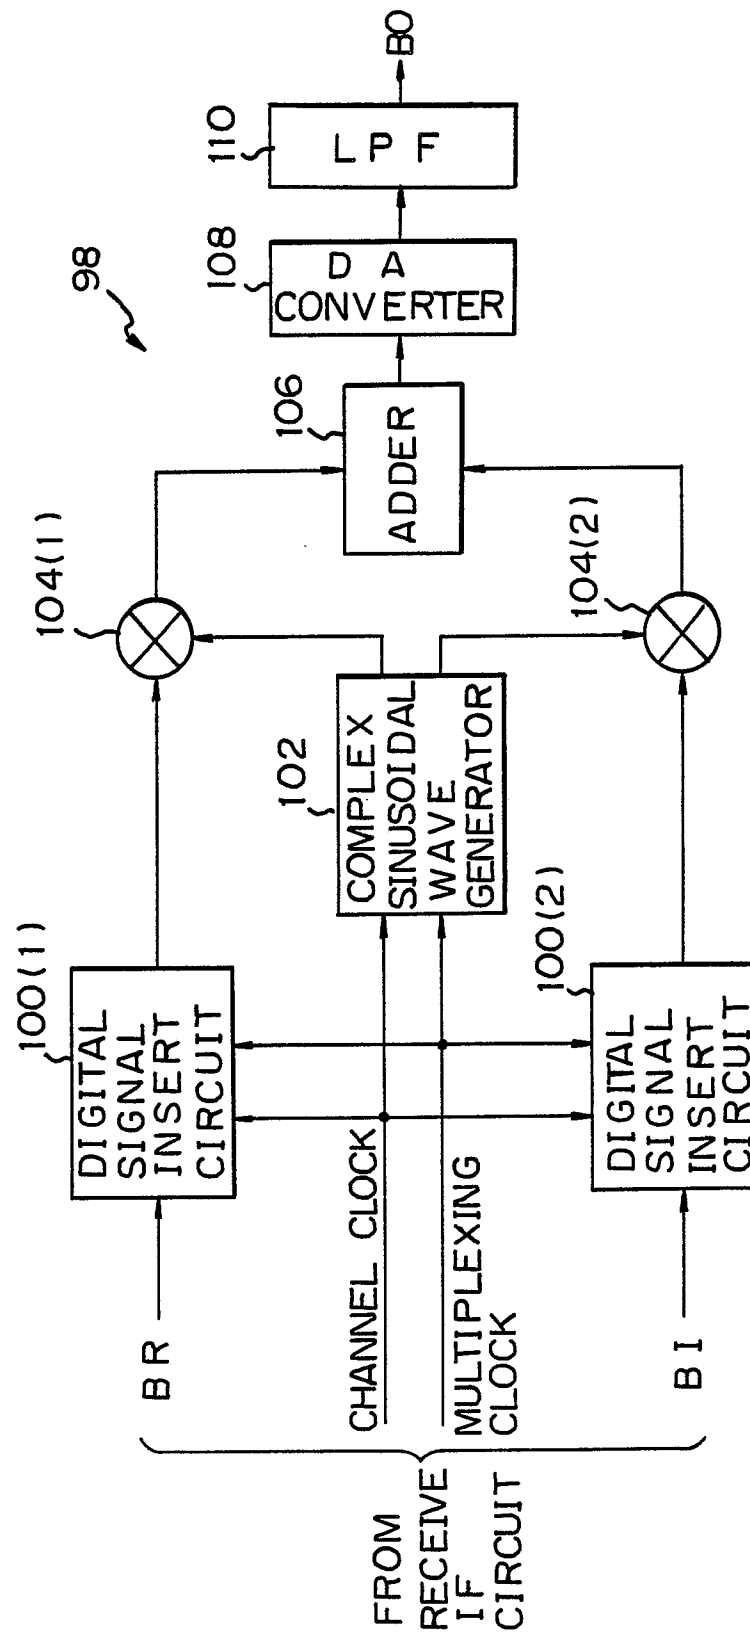 98
FROM
RECEIVE
IF
CIRCUIT
BR
CHANNEL CLOCK
MULTIPLEXING
CLOCK
BI
100(1)
DIGITAL
SIGNAL
INSERT
CIRCUIT
100(2)
DIGITAL
SIGNAL
INSERT
CIRCUIT
102
COMPLEX
SINUSOIDAL
WAVE
GENERATOR
104(1)
104(2)
106
ADDER
108
DA
CONVERTER
110
LPF
BO